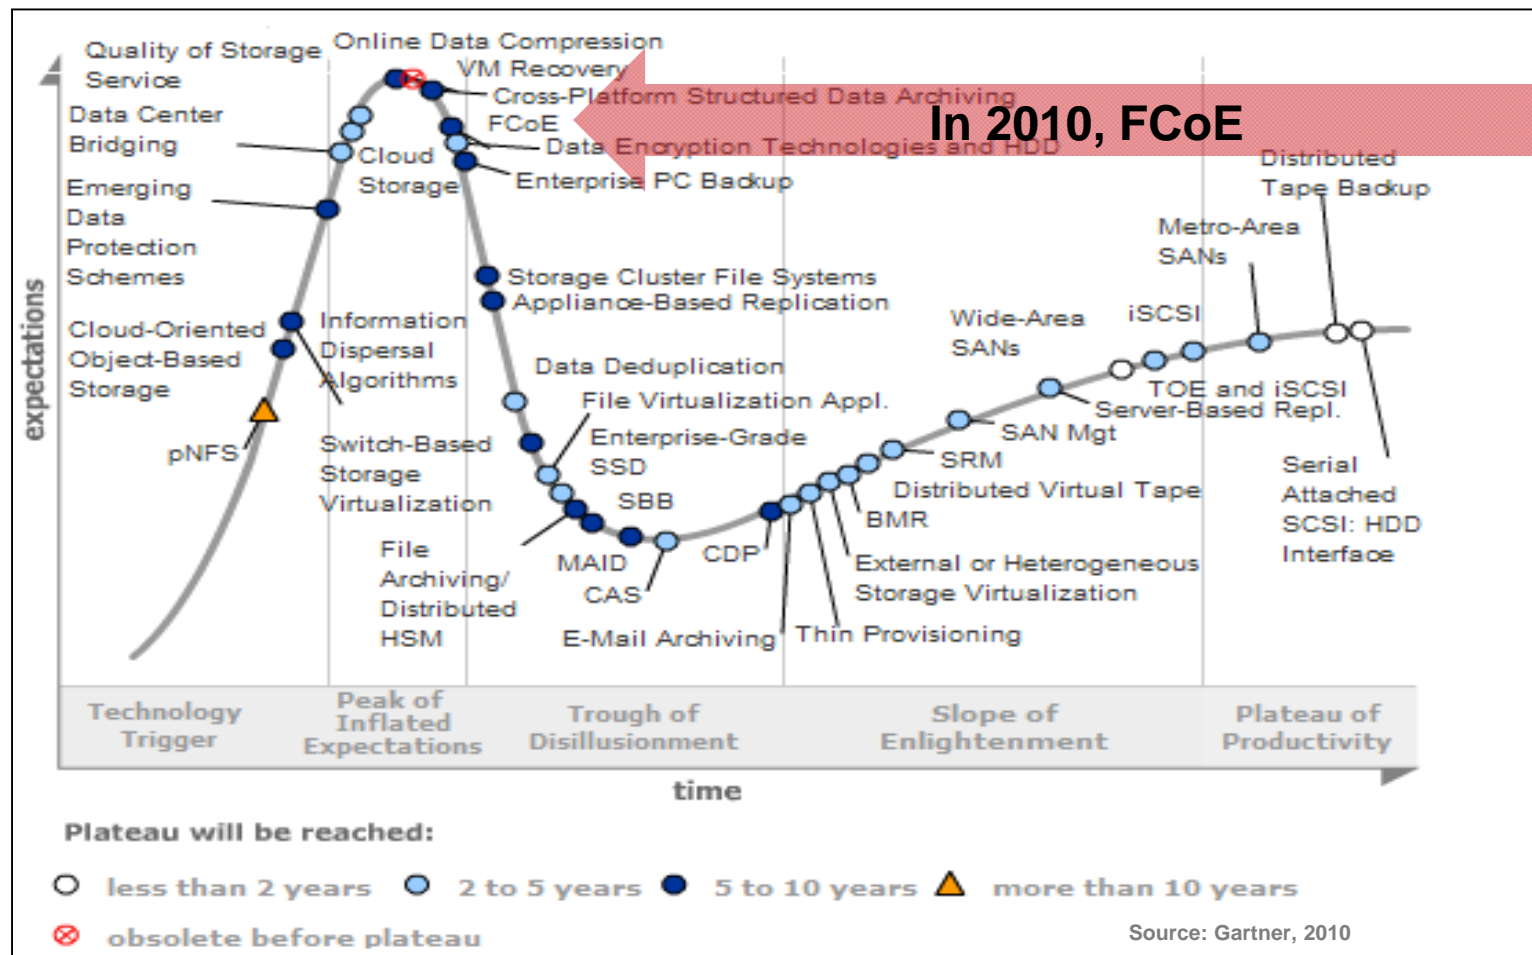 Quality of Storage
Service
Online Data Compression
VM Recovery
Cross-Platform Structured Data Archiving
FCoE
In 2010, FCoE
Data Encryption Technologies and HDD
Enterprise PC Backup
Data Center
Bridging
Cloud
Storage
Emerging
Data
Protection
Schemes
Distributed
Tape Backup
Metro-Area
SANs
Storage Cluster File Systems
Appliance-Based Replication
Cloud-Oriented
Object-Based
Storage
Information
Dispersal
Algorithms
Wide-Area
SANs
iSCSI
Data Deduplication
File Virtualization Appl.
TOE and iSCSI
Server-Based Repl.
pNFS
Switch-Based
Storage
Virtualization
Enterprise-Grade
SSD
SBB
SAN Mgt
SRM
Distributed Virtual Tape
BMR
Serial
Attached
SCSI: HDD
Interface
File
Archiving/
Distributed
HSM
MAID
CAS
CDP
External or Heterogeneous
Storage Virtualization
E-Mail Archiving
Thin Provisioning
expectations
Technology
Trigger
Peak of
Inflated
Expectations
Trough of
Disillusionment
Slope of
Enlightenment
Plateau of
Productivity
time
Plateau will be reached:
less than 2 years
2 to 5 years
5 to 10 years
more than 10 years
obsolete before plateau
Source: Gartner, 2010